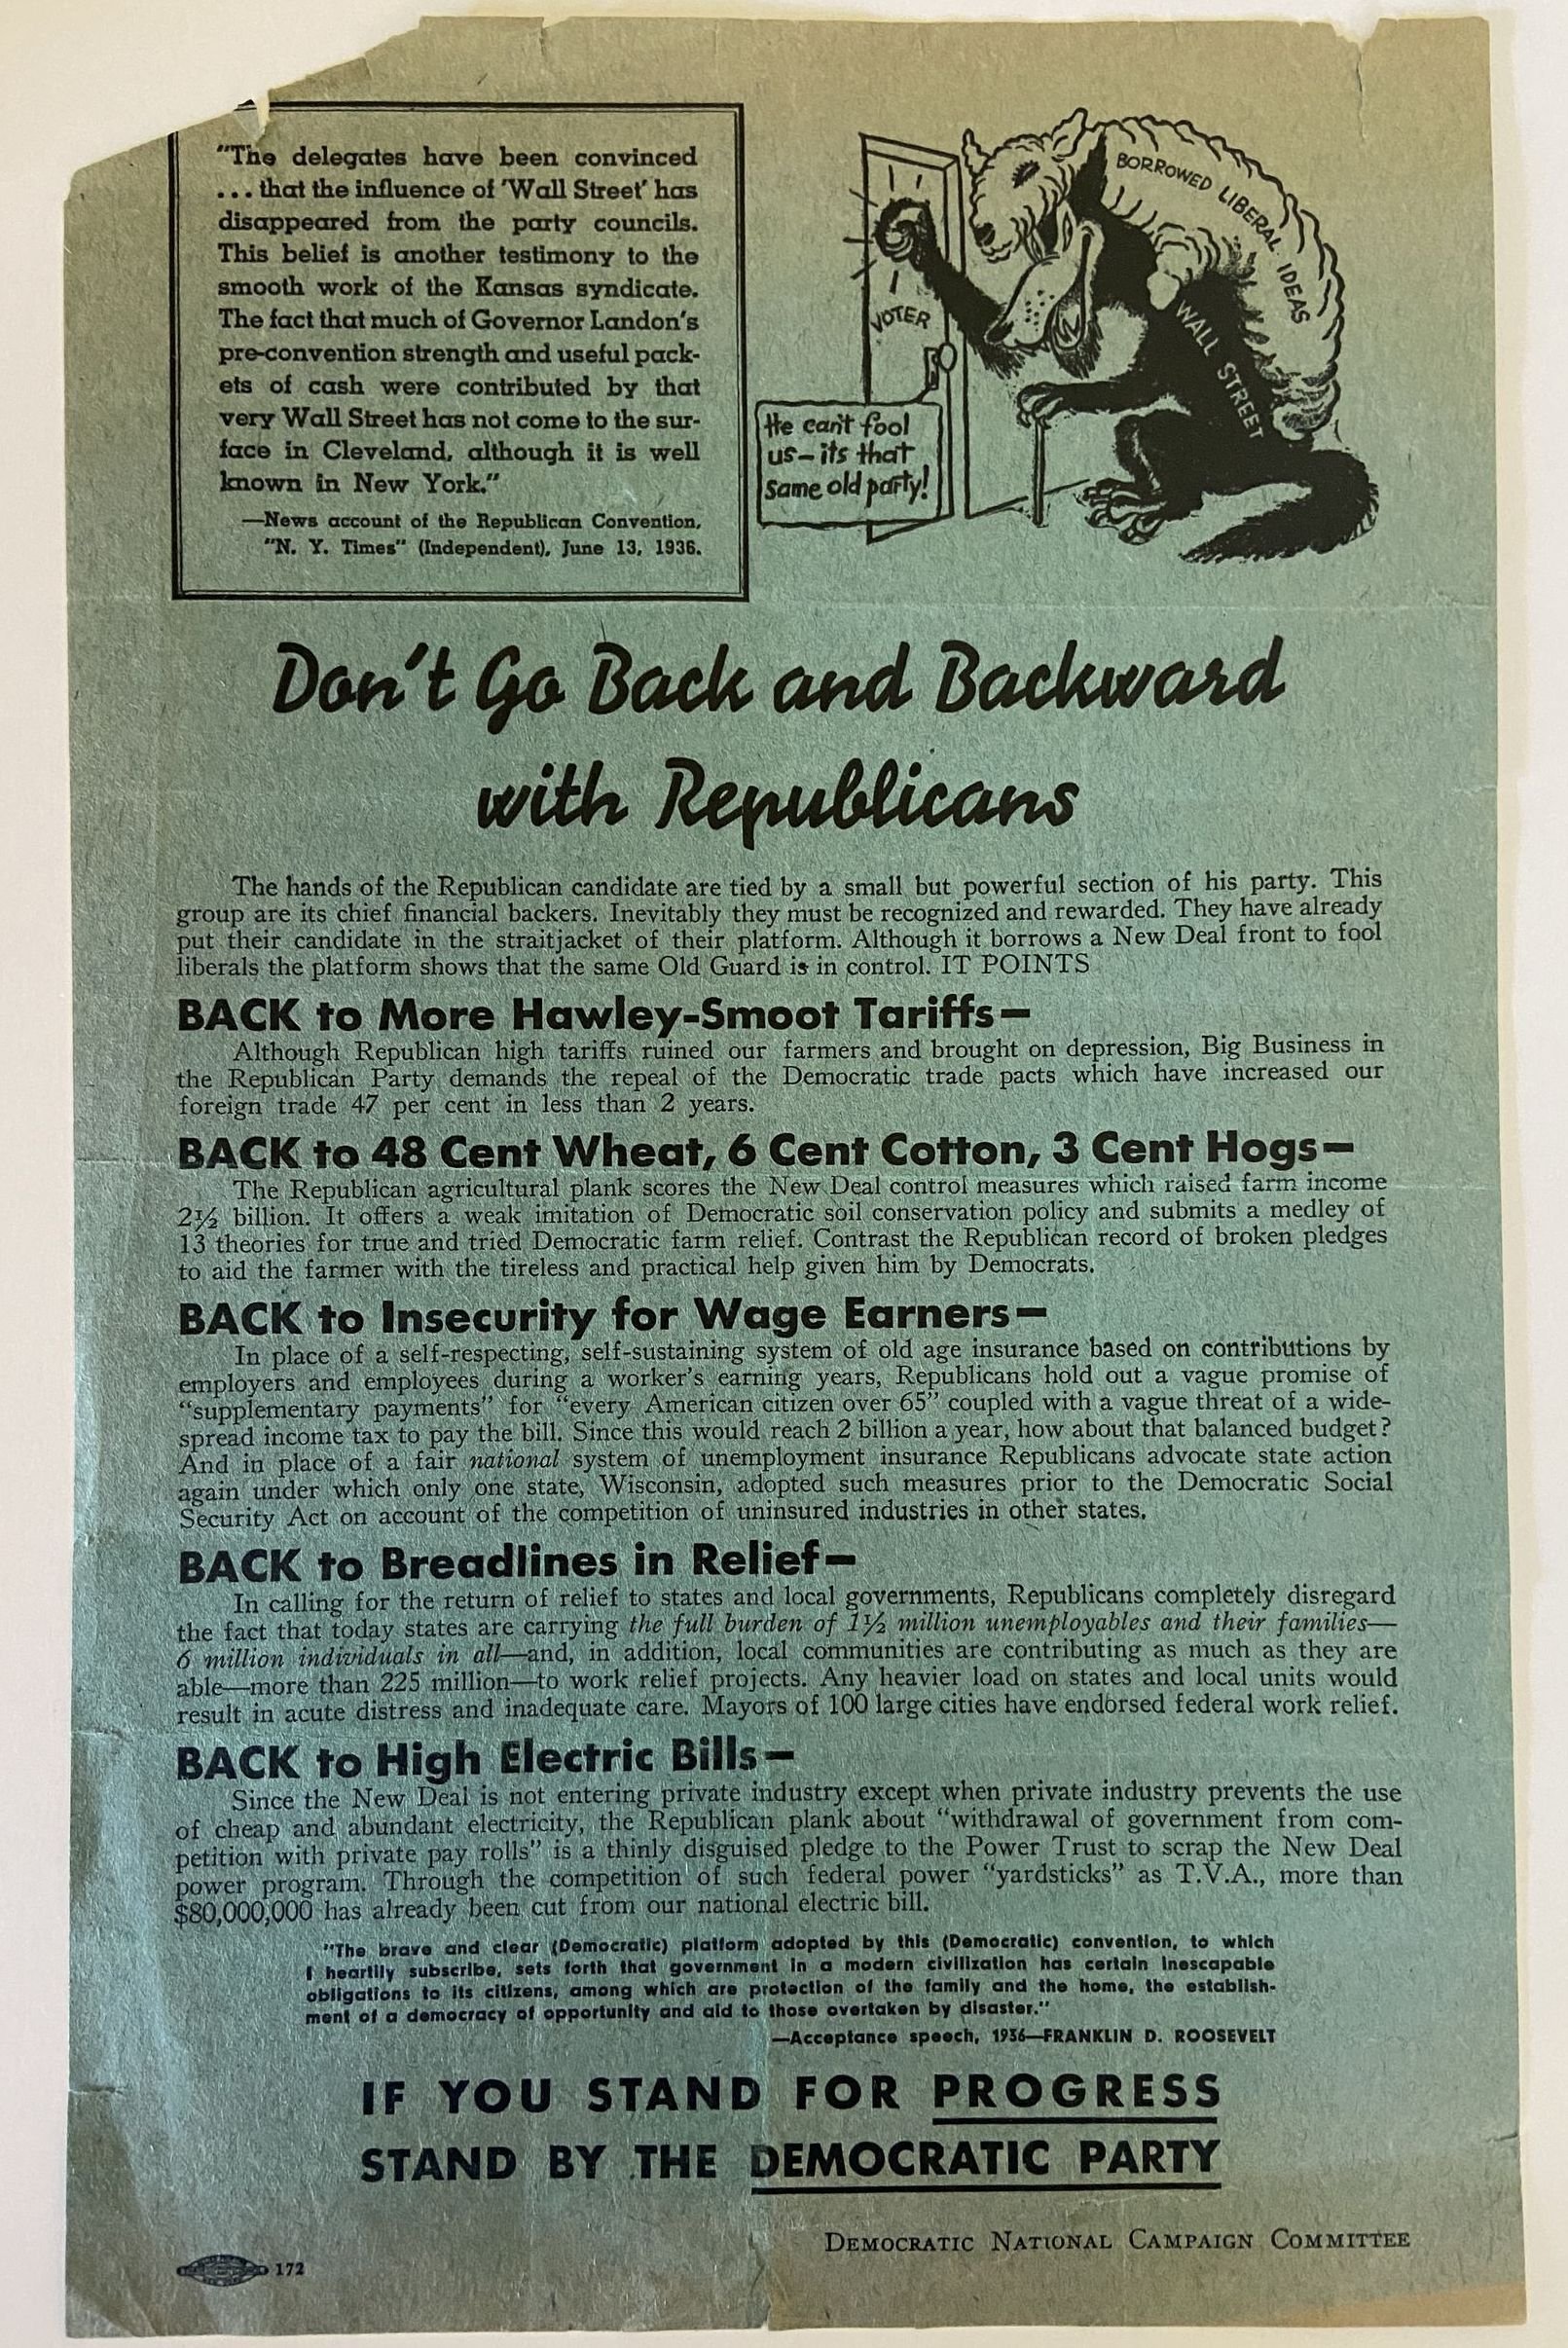 "The delegates have been convinced
... that the influence of 'Wall Street' has
disappeared from the party councils.
This belief is another testimony to the
smooth work of the Kansas syndicate.
The fact that much of Governor Landon's
pre-convention strength and useful pack-
ets of cash were contributed by that
very Wall Street has not come to the sur-
face in Cleveland, although it is well
known in New York."
—News account of the Republican Convention,
"N. Y. Times" (Independent), June 13, 1936.
BORROWED LIBERAL IDEAS
WALL STREET
VOTER
He can't fool
us—its that
same old party!
Don't Go Back and Backward
with Republicans
The hands of the Republican candidate are tied by a small but powerful section of his party. This
group are its chief financial backers. Inevitably they must be recognized and rewarded. They have already
put their candidate in the straitjacket of their platform. Although it borrows a New Deal front to fool
liberals the platform shows that the same Old Guard is in control. IT POINTS
BACK to More Hawley-Smoot Tariffs—
Although Republican high tariffs ruined our farmers and brought on depression, Big Business in
the Republican Party demands the repeal of the Democratic trade pacts which have increased our
foreign trade 47 per cent in less than 2 years.
BACK to 48 Cent Wheat, 6 Cent Cotton, 3 Cent Hogs—
The Republican agricultural plank scores the New Deal control measures which raised farm income
2½ billion. It offers a weak imitation of Democratic soil conservation policy and submits a medley of
13 theories for true and tried Democratic farm relief. Contrast the Republican record of broken pledges
to aid the farmer with the tireless and practical help given him by Democrats.
BACK to Insecurity for Wage Earners—
In place of a self-respecting, self-sustaining system of old age insurance based on contributions by
employers and employees during a worker's earning years, Republicans hold out a vague promise of
"supplementary payments" for "every American citizen over 65" coupled with a vague threat of a wide-
spread income tax to pay the bill. Since this would reach 2 billion a year, how about that balanced budget?
And in place of a fair national system of unemployment insurance Republicans advocate state action
again under which only one state, Wisconsin, adopted such measures prior to the Democratic Social
Security Act on account of the competition of uninsured industries in other states.
BACK to Breadlines in Relief—
In calling for the return of relief to states and local governments, Republicans completely disregard
the fact that today states are carrying the full burden of 1½ million unemployables and their families—
6 million individuals in all—and, in addition, local communities are contributing as much as they are
able—more than 225 million—to work relief projects. Any heavier load on states and local units would
result in acute distress and inadequate care. Mayors of 100 large cities have endorsed federal work relief.
BACK to High Electric Bills—
Since the New Deal is not entering private industry except when private industry prevents the use
of cheap and abundant electricity, the Republican plank about "withdrawal of government from com-
petition with private pay rolls" is a thinly disguised pledge to the Power Trust to scrap the New Deal
power program. Through the competition of such federal power "yardsticks" as T.V.A., more than
$80,000,000 has already been cut from our national electric bill.
"The brave and clear (Democratic) platform adopted by this (Democratic) convention, to which
I heartily subscribe, sets forth that government in a modern civilization has certain inescapable
obligations to its citizens, among which are protection of the family and the home, the establish-
ment of a democracy of opportunity and aid to those overtaken by disaster."
—Acceptance speech, 1936—FRANKLIN D. ROOSEVELT
IF YOU STAND FOR PROGRESS
STAND BY THE DEMOCRATIC PARTY
DEMOCRATIC NATIONAL CAMPAIGN COMMITTEE
172